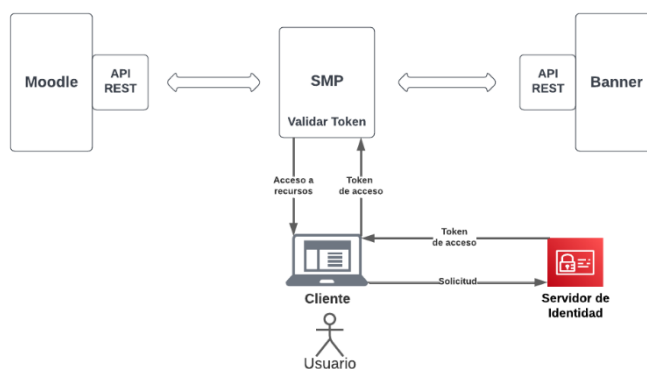 Moodle
API
REST
SMP
Validar Token
API
REST
Banner
Acceso a
recursos
Token
de acceso
Token
de acceso
Solicitud
Cliente
Servidor de
Identidad
Usuario